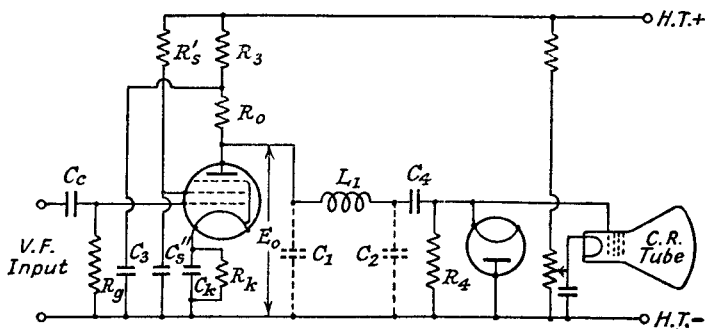 H.T.+
R's
R3
Ro
Cc
L1
C4
V.F.
Input
Rg
C3
C"s
Ck
Rk
Eo
C1
C2
R4
C.R.
Tube
H.T.-